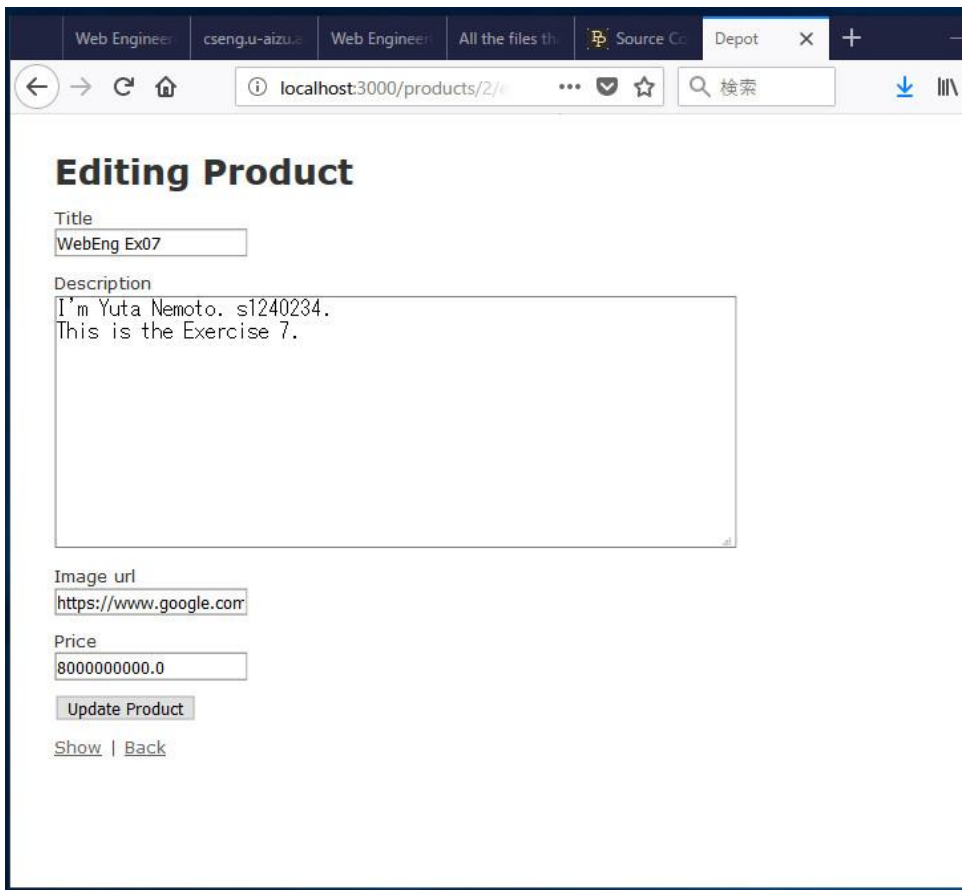 Web Engineer cseng.u-aizu.a Web Engineer All the files th Source Co Depot
localhost:3000/products/2/e 検索
Editing Product
Title
WebEng Ex07
Description
I'm Yuta Nemoto. s1240234.
This is the Exercise 7.
Image url
https://www.google.com
Price
8000000000.0
Update Product
Show | Back